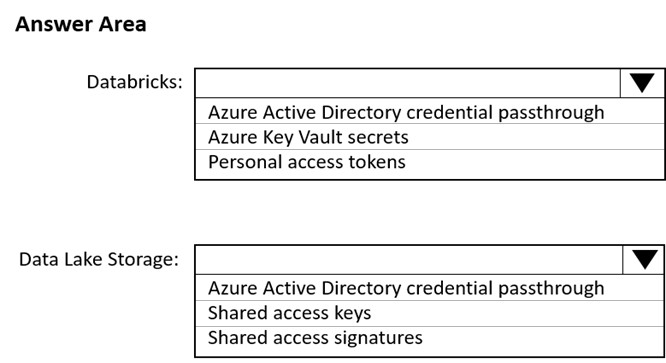 Answer Area
Databricks:
Azure Active Directory credential passthrough
Azure Key Vault secrets
Personal access tokens
Data Lake Storage:
Azure Active Directory credential passthrough
Shared access keys
Shared access signatures